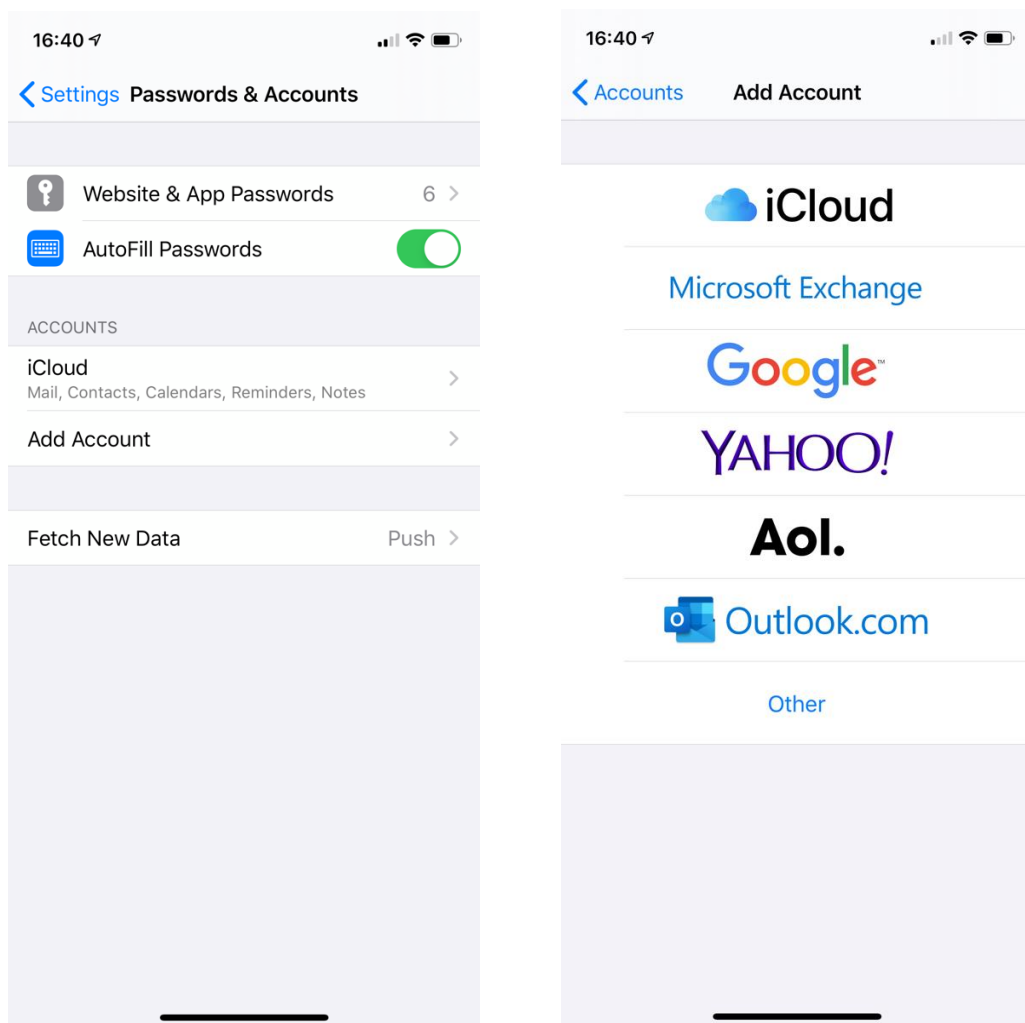 16:40
Settings Passwords & Accounts
Website & App Passwords 6
AutoFill Passwords
ACCOUNTS
iCloud
Mail, Contacts, Calendars, Reminders, Notes
Add Account
Fetch New Data Push
16:40
Accounts Add Account
iCloud
Microsoft Exchange
Google™
YAHOO!
Aol.
O Outlook.com
Other